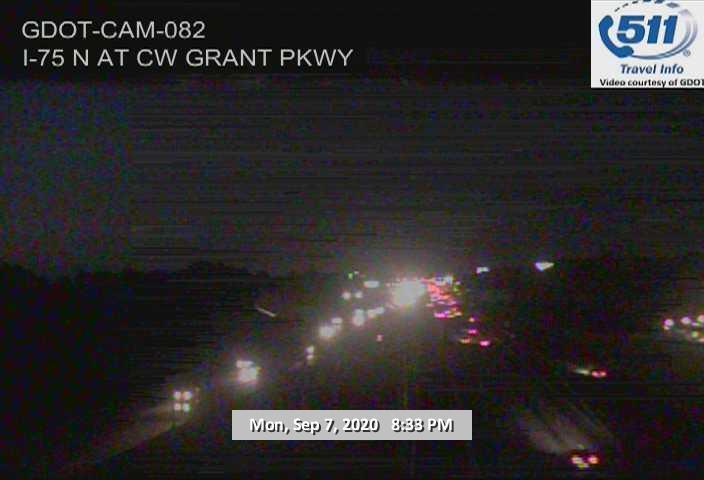 GDOT-CAM-082
I-75 N AT CW GRANT PKWY
511
®
Travel Info
Video courtesy of GDOT
Mon, Sep 7, 2020 8:33 PM